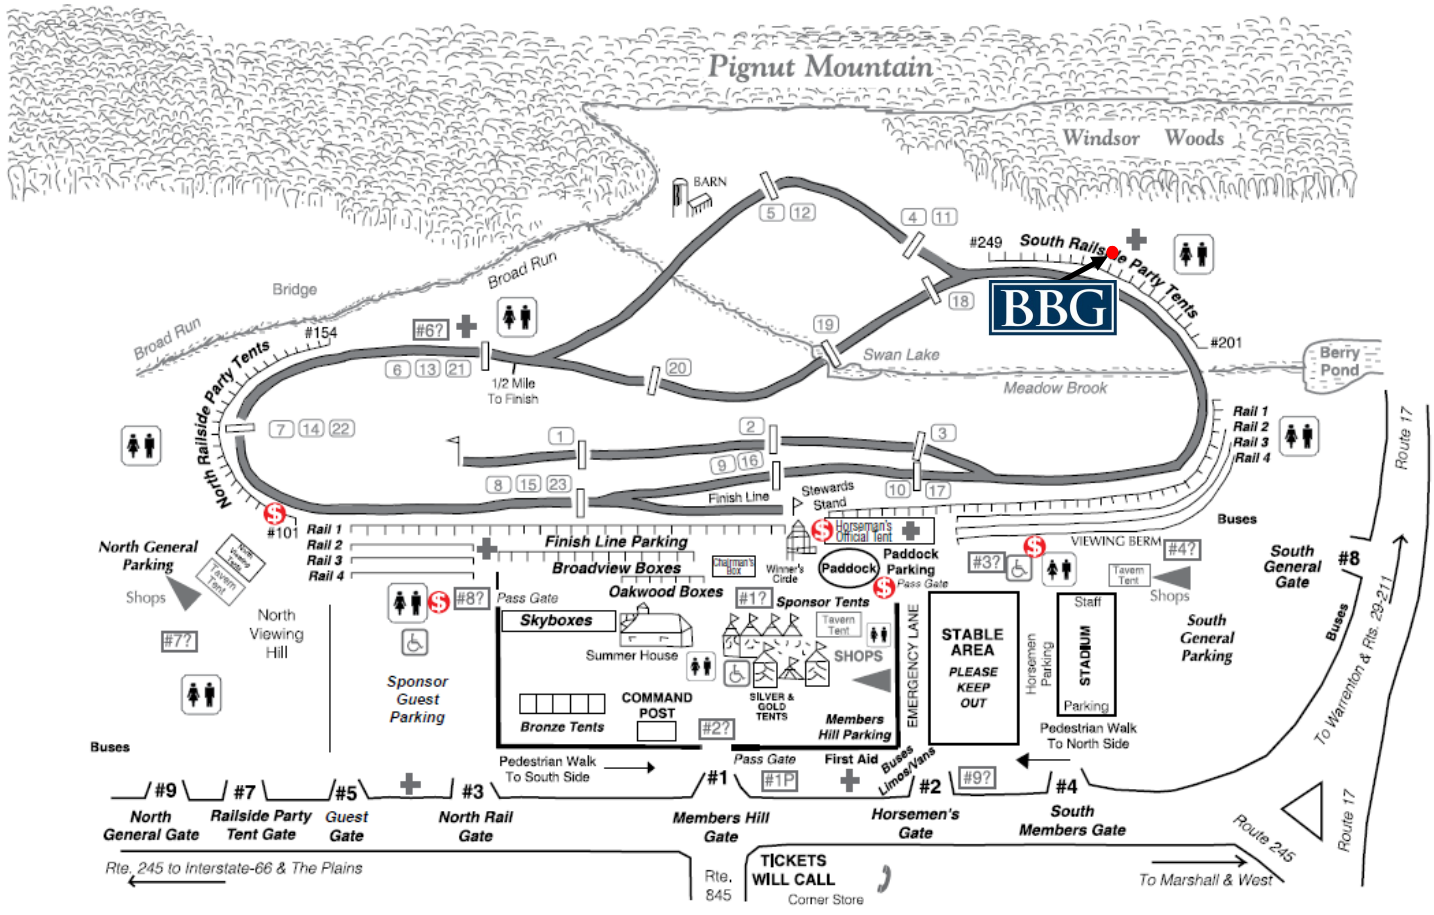 Pignut Mountain
Windsor Woods
BARN
5 12
4 11
#249
South Railside Party Tents
Broad Run
Bridge
BBG
18
#201
Broad Run
#154
#6?
19
Swan Lake
Berry
Pond
North Railside Party Tents
6 13 21
1/2 Mile
To Finish
20
Meadow Brook
Route 17
7 14 22
1
2
3
Rail 1
Rail 2
Rail 3
Rail 4
9 16
8 15 23
10 17
Finish Line
Stewards
Stand
$
#101
Rail 1
Rail 2
Rail 3
Rail 4
$
Horseman's
Official Tent
Buses
North General
Parking
North
Viewing
Tents
Tavern
Tent
Shops
Finish Line Parking
Broadview Boxes
Oakwood Boxes
Chairman's
Box
Winner's
Circle
Paddock
Paddock
Parking
Pass Gate
$
VIEWING BERM
#3?
$
#4?
Tavern
Tent
Shops
South
General
Gate
#8
North
Viewing
Hill
#7?
$
#8?
Pass Gate
Skyboxes
Summer House
#1?
Sponsor Tents
Tavern
Tent
SHOPS
SILVER &
GOLD
TENTS
Sponsor
Guest
Parking
Bronze Tents
COMMAND
POST
#2?
Members
Hill Parking
EMERGENCY LANE
STABLE
AREA
PLEASE
KEEP
OUT
Horsemen
Parking
Staff
STADIUM
Parking
South
General
Parking
Buses
To Warrenton & Rts. 29-211
Buses
Pedestrian Walk
To South Side
Pass Gate
First Aid
Buses
Limos/Vans
Pedestrian Walk
To North Side
#9
North
General Gate
#7
Railside Party
Tent Gate
#5
Guest
Gate
#3
North Rail
Gate
#1
Members Hill
Gate
#1P
#2
Horsemen's
Gate
#9?
#4
South
Members Gate
Route 245
Route 17
Rte. 245 to Interstate-66 & The Plains
Rte.
845
TICKETS
WILL CALL
Corner Store
To Marshall & West